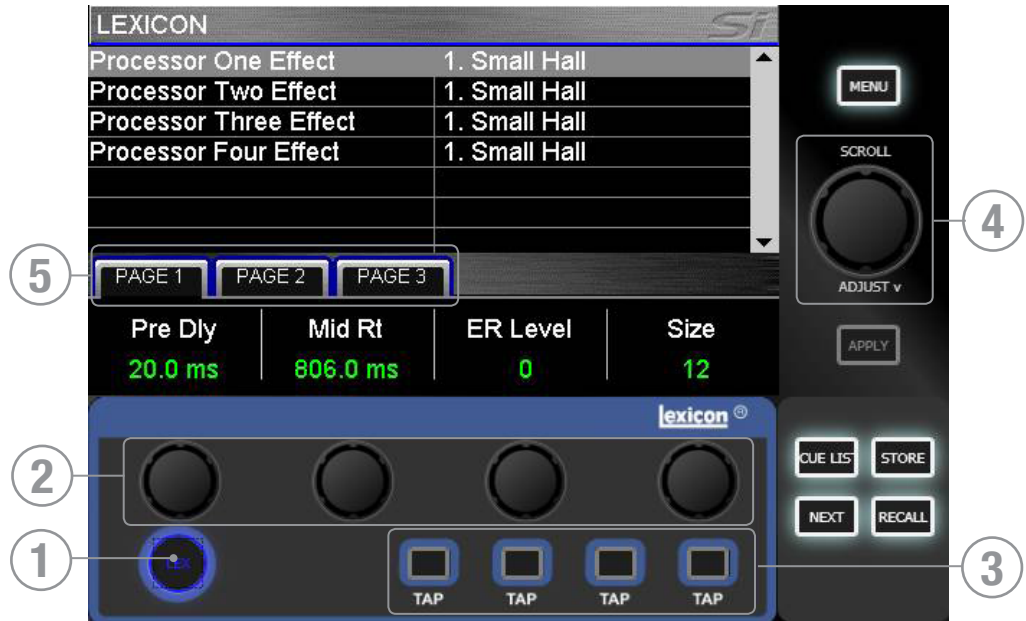 LEXICON Si
Processor One Effect 1. Small Hall
Processor Two Effect 1. Small Hall
Processor Three Effect 1. Small Hall
Processor Four Effect 1. Small Hall
PAGE 1 PAGE 2 PAGE 3
Pre Dly Mid Rt ER Level Size
20.0 ms 806.0 ms 0 12
MENU
SCROLL
ADJUST v
APPLY
lexicon ®
LEX
TAP TAP TAP TAP
CUE LIST STORE
NEXT RECALL
1
2
3
4
5